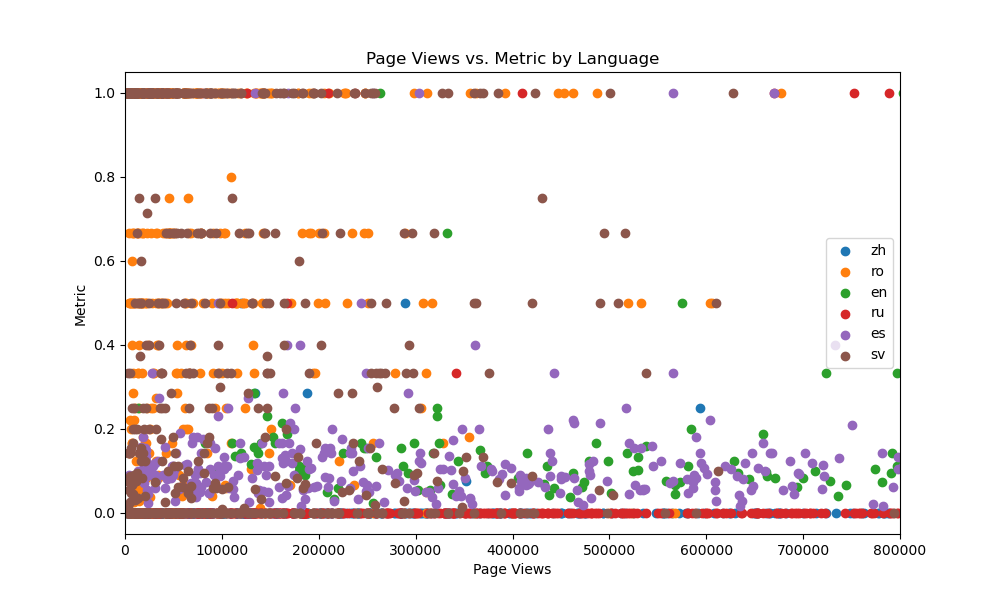 Page Views vs. Metric by Language
Metric
1.0
0.8
0.6
0.4
0.2
0.0
zh
ro
en
ru
es
sv
0 100000 200000 300000 400000 500000 600000 700000 800000
Page Views